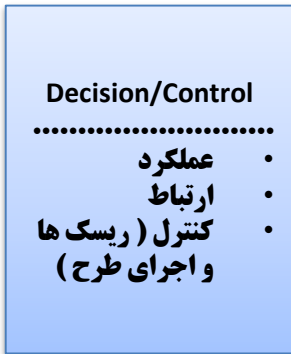 Decision/Control
...........................
• عملکرد
• ارتباط
• کنترل ( ریسک ها
و اجرای طرح )